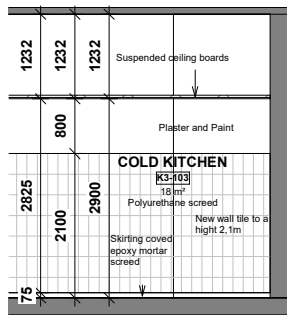 1232
1232
1232
Suspended ceiling boards
800
Plaster and Paint
COLD KITCHEN
K3-103
18 m²
Polyurethane screed
2825
2100
2900
New wall tile to a
hight 2,1m
Skirting coved
epoxy mortar
screed
75